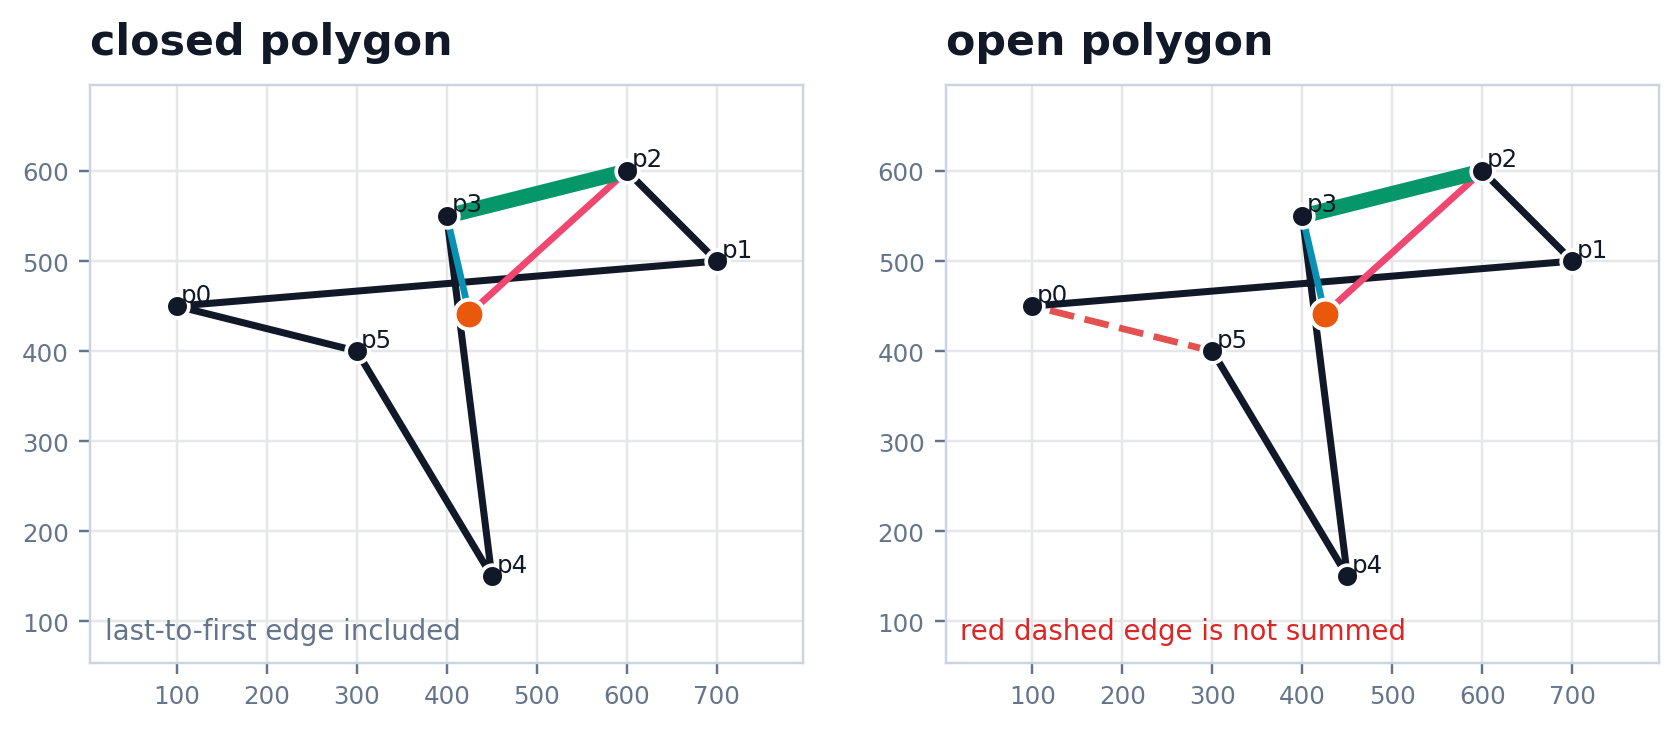 closed polygon
600
500
400
300
200
100
p0
p1
p2
p3
p4
p5
last-to-first edge included
100 200 300 400 500 600 700
open polygon
600
500
400
300
200
100
p0
p1
p2
p3
p4
p5
red dashed edge is not summed
100 200 300 400 500 600 700